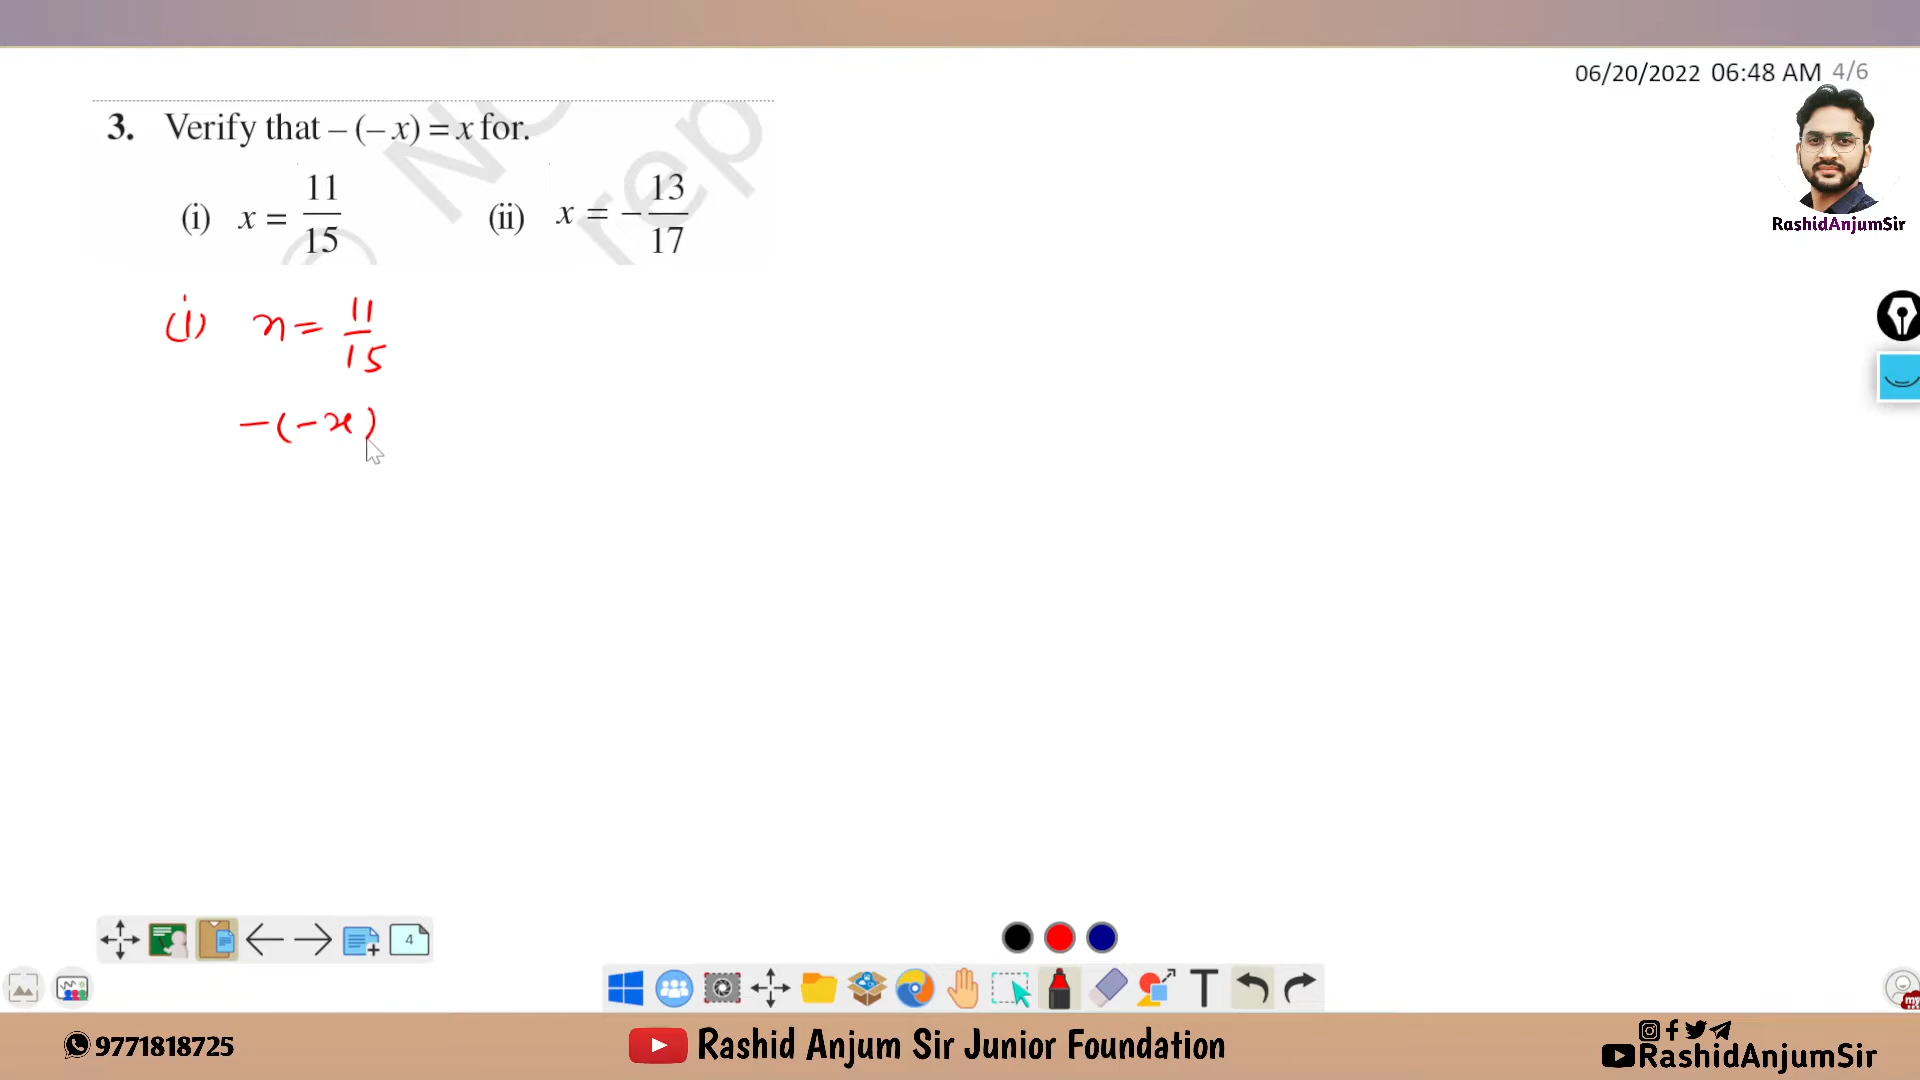 06/20/2022 06:48 AM 4/6
3. Verify that – (– x) = x for.
(i) x = 11/15 (ii) x = – 13/17
RashidAnjumSir
(i) x = 11/15
– (– x)
4
T
9771818725
Rashid Anjum Sir Junior Foundation
RashidAnjumSir